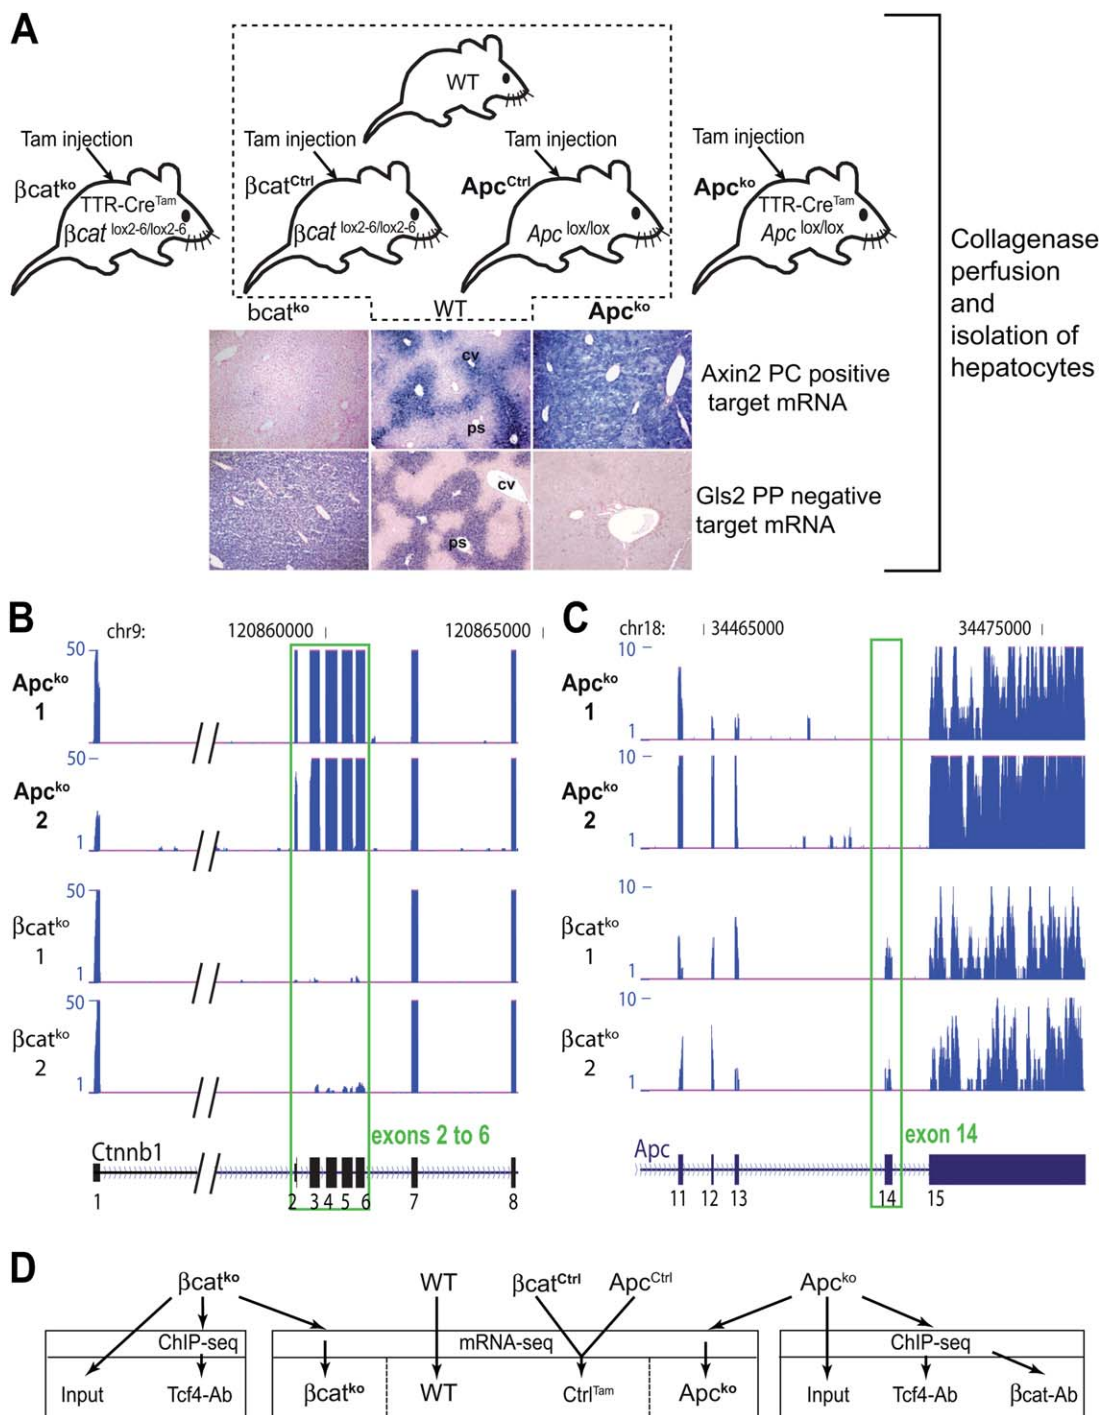 A
WT
Tam injection
Tam injection
Tam injection
Tam injection
βcatko
βcatCtrl
ApcCtrl
Apcko
TTR-CreTam
βcat lox2-6/lox2-6
βcat lox2-6/lox2-6
Apc lox/lox
TTR-CreTam
Apc lox/lox
Collagenase
perfusion
and
isolation of
hepatocytes
bcatko
WT
Apcko
cv
ps
Axin2 PC positive
target mRNA
cv
ps
Gls2 PP negative
target mRNA
B
chr9:
120860000
120865000
50
Apcko
1
50
Apcko
2
1
50
βcatko
1
1
50
βcatko
2
1
exons 2 to 6
Ctnnb1
1 2 3 4 5 6 7 8
C
chr18:
34465000
34475000
10
Apcko
1
1
10
Apcko
2
1
10
βcatko
1
1
10
βcatko
2
1
exon 14
Apc
11 12 13 14 15
D
βcatko
WT
βcatCtrl
ApcCtrl
Apcko
ChIP-seq
mRNA-seq
ChIP-seq
Input
Tcf4-Ab
βcatko
WT
CtrlTam
Apcko
Input
Tcf4-Ab
βcat-Ab